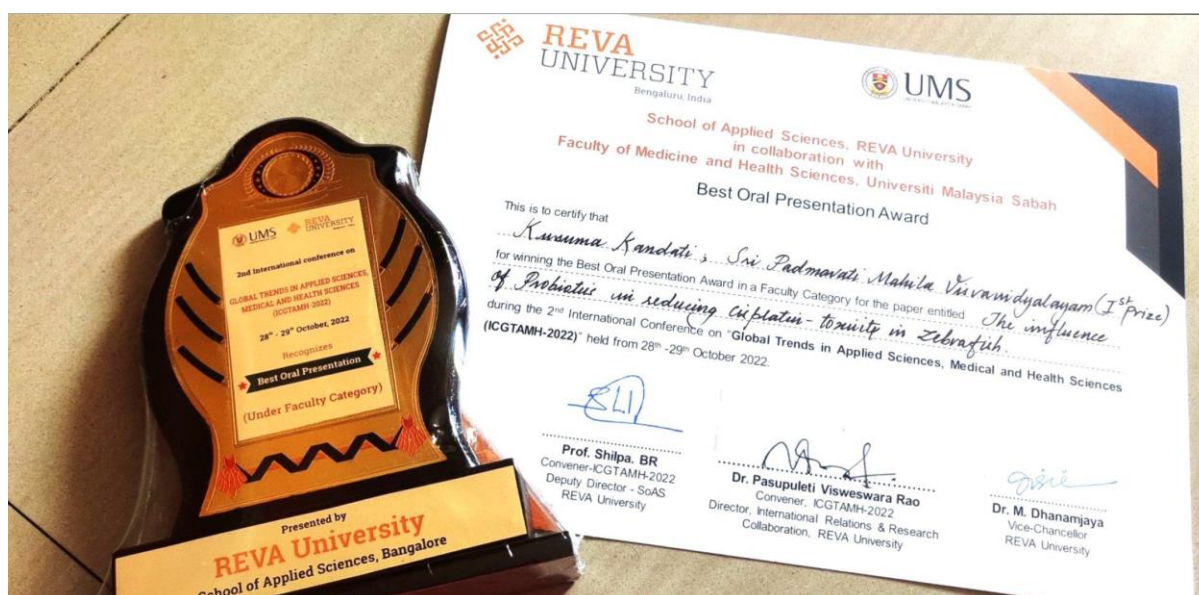 UMS
REVA
UNIVERSITY
2nd International conference on
GLOBAL TRENDS IN APPLIED SCIENCES,
MEDICAL AND HEALTH SCIENCES
(ICGTAMH-2022)
28th - 29th October, 2022
Recognizes
Best Oral Presentation
(Under Faculty Category)
Presented by
REVA University
School of Applied Sciences, Bangalore
REVA
UNIVERSITY
Bengaluru, India
UMS
School of Applied Sciences, REVA University
in collaboration with
Faculty of Medicine and Health Sciences, Universiti Malaysia Sabah
Best Oral Presentation Award
This is to certify that
Kusuma Kandati, Sri Padmavati Mahila Visvavidyalayam (Ist Prize)
for winning the Best Oral Presentation Award in a Faculty Category for the paper entitled The influence
of Probiotics in reducing cisplatin-toxicity in zebrafish.
during the 2nd International Conference on "Global Trends in Applied Sciences, Medical and Health Sciences
(ICGTAMH-2022)" held from 28th -29th October 2022.
Prof. Shilpa. BR
Convener-ICGTAMH-2022
Deputy Director - SoAS
REVA University
Dr. Pasupuleti Visweswara Rao
Convener, ICGTAMH-2022
Director, International Relations & Research
Collaboration, REVA University
Dr. M. Dhanamjaya
Vice-Chancellor
REVA University